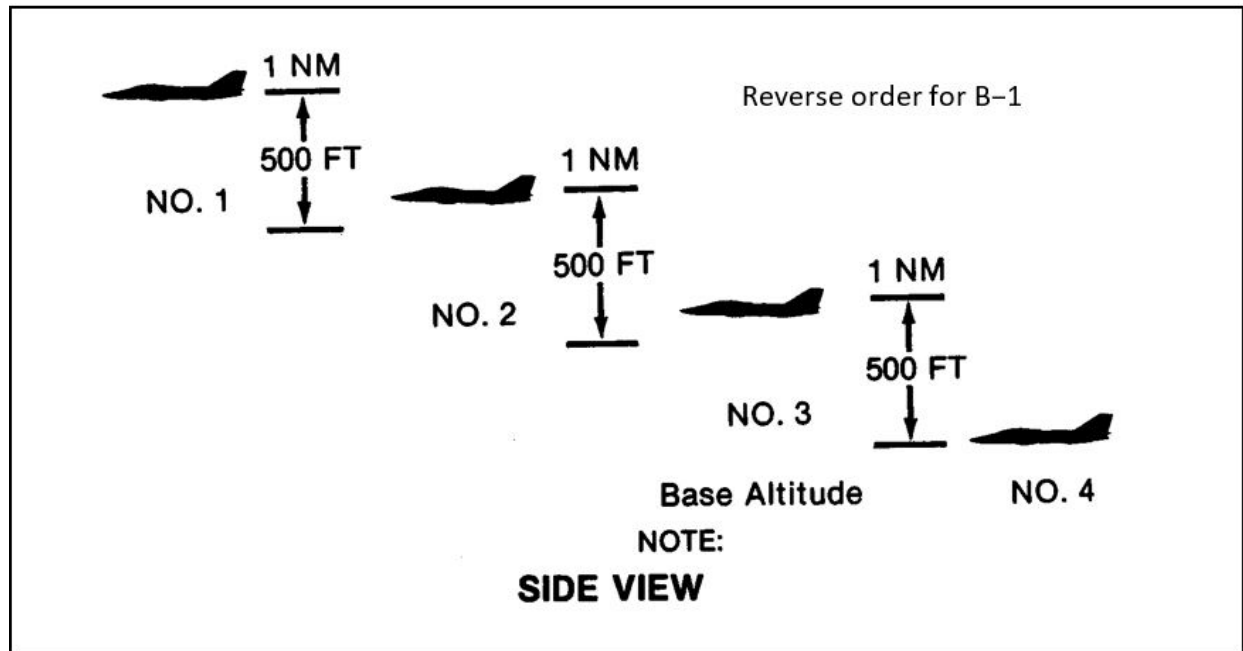 1 NM
Reverse order for B–1
500 FT
NO. 1
1 NM
500 FT
NO. 2
1 NM
500 FT
NO. 3
Base Altitude
NO. 4
NOTE:
SIDE VIEW